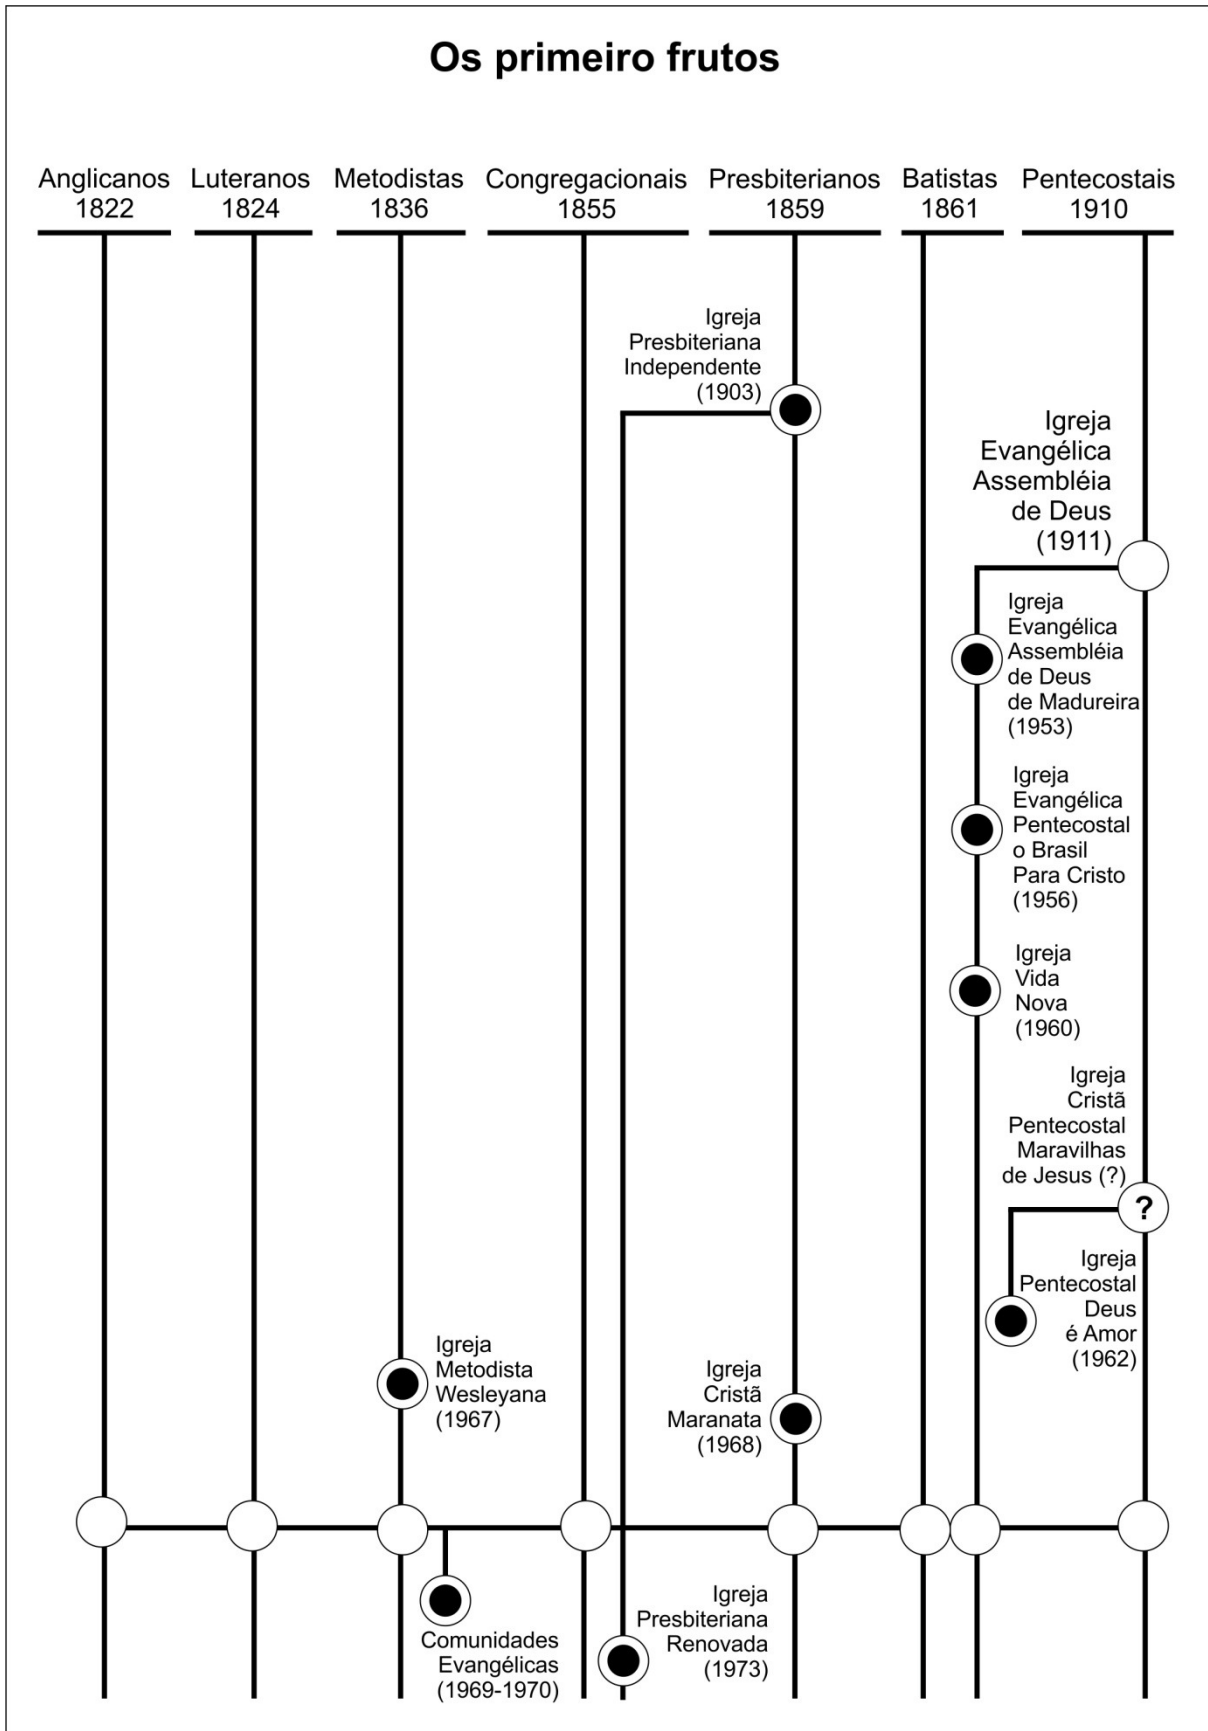 Os primeiro frutos
Anglicanos
1822
Luteranos
1824
Metodistas
1836
Congregacionais
1855
Presbiterianos
1859
Batistas
1861
Pentecostais
1910
Igreja
Presbiteriana
Independente
(1903)
Igreja
Evangélica
Assembléia
de Deus
(1911)
Igreja
Evangélica
Assembléia
de Deus
de Madureira
(1953)
Igreja
Evangélica
Pentecostal
o Brasil
Para Cristo
(1956)
Igreja
Vida
Nova
(1960)
Igreja
Cristã
Pentecostal
Maravilhas
de Jesus (?)
?
Igreja
Pentecostal
Deus
é Amor
(1962)
Igreja
Metodista
Wesleyana
(1967)
Igreja
Cristã
Maranata
(1968)
Comunidades
Evangélicas
(1969-1970)
Igreja
Presbiteriana
Renovada
(1973)